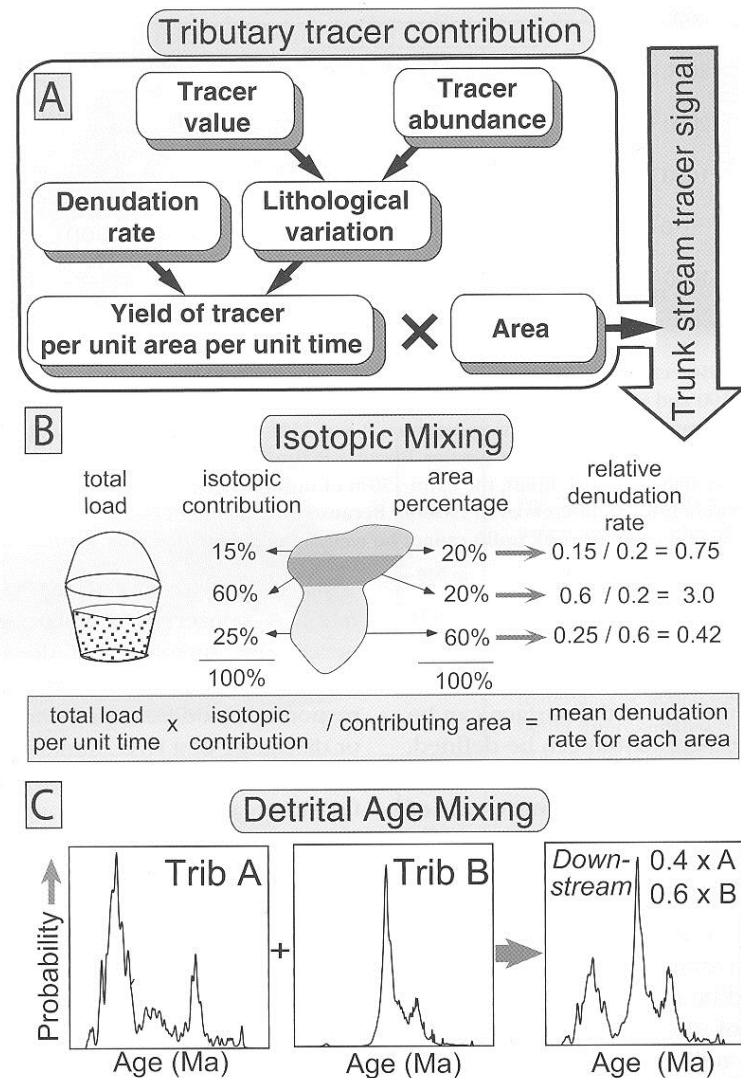 Tributary tracer contribution
A
Tracer
value
Tracer
abundance
Denudation
rate
Lithological
variation
Yield of tracer
per unit area per unit time
×
Area
Trunk stream tracer signal
B
Isotopic Mixing
total
load
isotopic
contribution
area
percentage
relative
denudation
rate
15%
20%
0.15 / 0.2 = 0.75
60%
20%
0.6 / 0.2 = 3.0
25%
60%
0.25 / 0.6 = 0.42
100%
100%
total load
per unit time
x
isotopic
contribution
/ contributing area
=
mean denudation
rate for each area
C
Detrital Age Mixing
Probability
Trib A
Age (Ma)
+
Trib B
Age (Ma)
Down-
stream
0.4 x A
0.6 x B
Age (Ma)